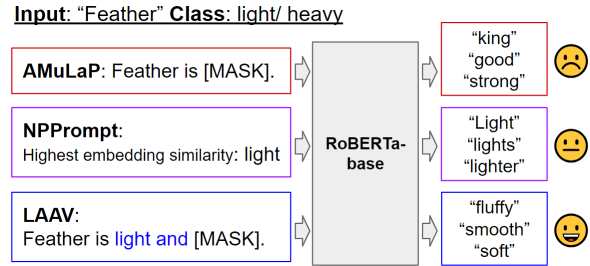 Input: “Feather” Class: light/ heavy
AMuLaP: Feather is [MASK].
“king”
“good”
“strong”
NPPrompt:
Highest embedding similarity: light
RoBERTa-
base
“Light”
“lights”
“lighter”
LAAV:
Feather is light and [MASK].
“fluffy”
“smooth”
“soft”